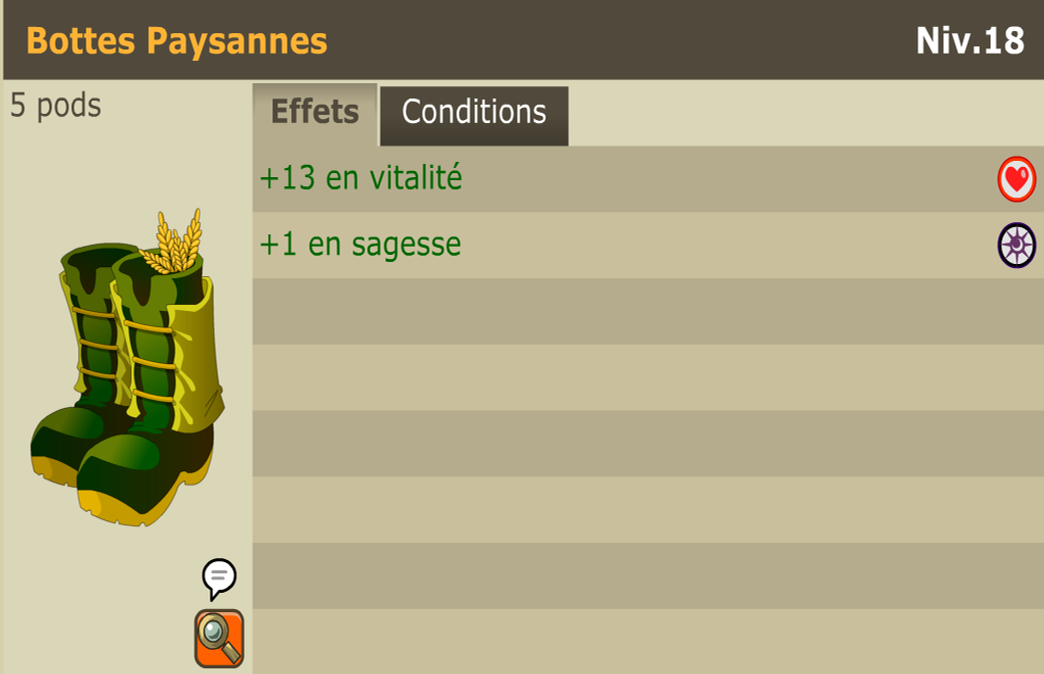 Bottes Paysannes
Niv.18
5 pods
Effets
Conditions
+13 en vitalité
+1 en sagesse